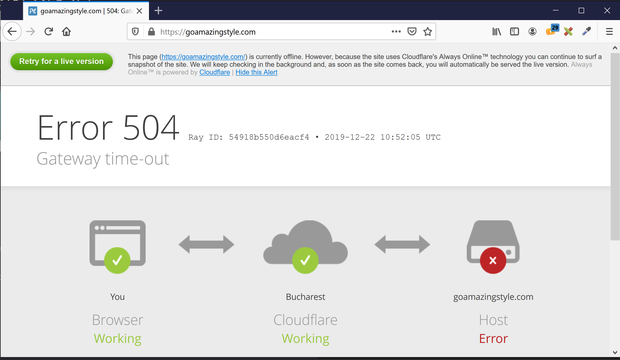 goamazingstyle.com | 504: Gat
https://goamazingstyle.com
28
Retry for a live version
This page (https://goamazingstyle.com/) is currently offline. However, because the site uses Cloudflare's Always Online™ technology you can continue to surf a
snapshot of the site. We will keep checking in the background and, as soon as the site comes back, you will automatically be served the live version. Always
Online™ is powered by Cloudflare | Hide this Alert
Error 504 Ray ID: 54918b550d6eacf4 • 2019-12-22 10:52:05 UTC
Gateway time-out
You Bucharest goamazingstyle.com
Browser Cloudflare Host
Working Working Error